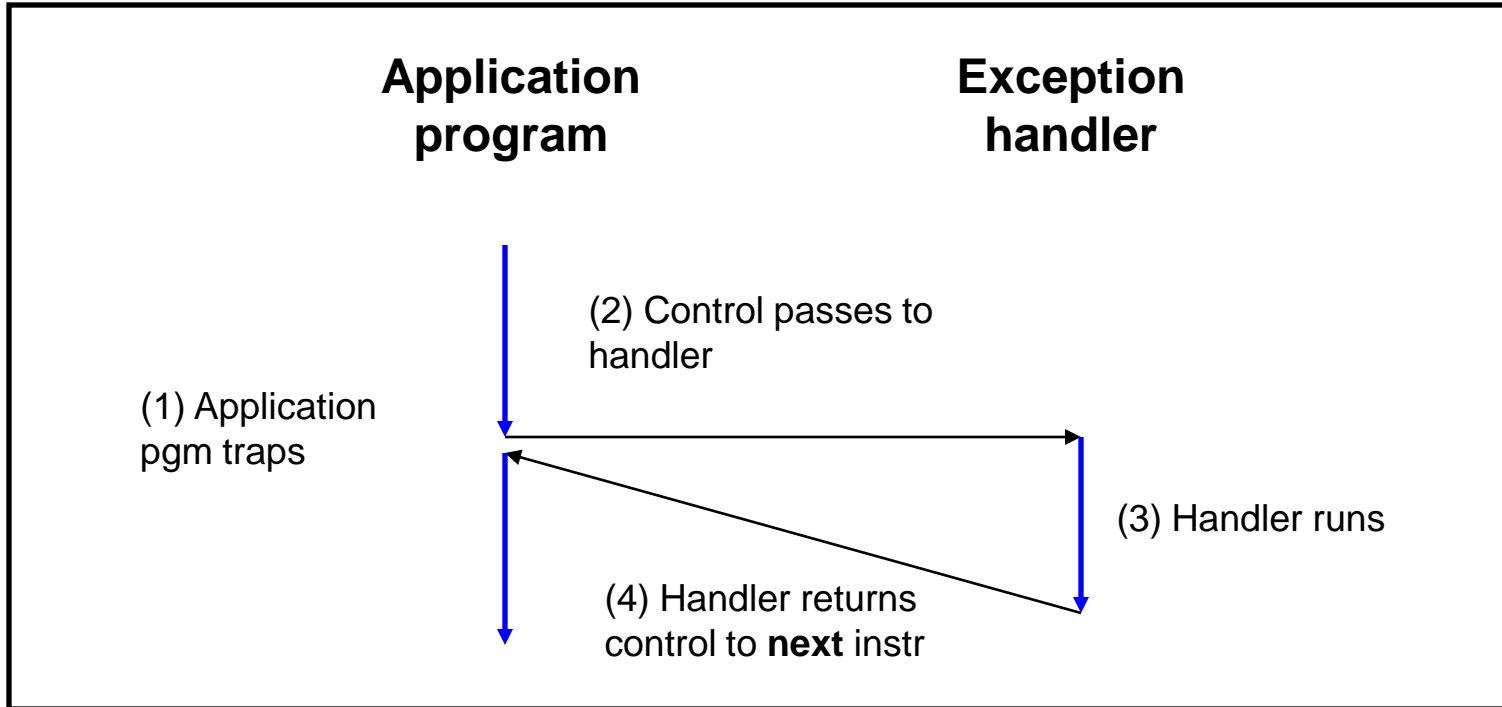 Application
program
Exception
handler
(2) Control passes to
handler
(1) Application
pgm traps
(3) Handler runs
(4) Handler returns
control to next instr